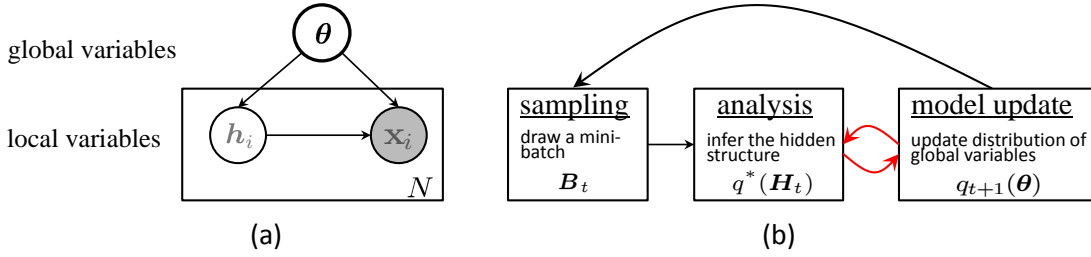 global variables
θ
local variables
h_i
x_i
N
(a)
sampling
draw a mini-
batch
B_t
analysis
infer the hidden
structure
q^*(H_t)
model update
update distribution of
global variables
q_{t+1}(θ)
(b)